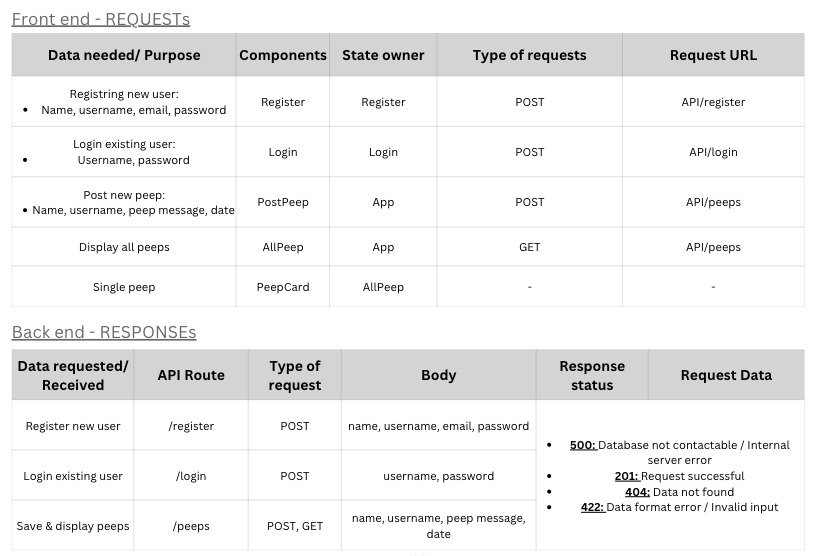 Front end - REQUESTs
Data needed/ Purpose Components State owner Type of requests Request URL
Registring new user:
• Name, username, email, password
Register Register POST API/register
Login existing user:
• Username, password
Login Login POST API/login
Post new peep:
• Name, username, peep message, date
PostPeep App POST API/peeps
Display all peeps AllPeep App GET API/peeps
Single peep PeepCard AllPeep - -
Back end - RESPONSEs
Data requested/
Received
API Route
Type of
request
Body
Response
status
Request Data
Register new user /register POST name, username, email, password
Login existing user /login POST username, password
Save & display peeps /peeps POST, GET
name, username, peep message,
date
• 500: Database not contactable / Internal
server error
• 201: Request successful
• 404: Data not found
• 422: Data format error / Invalid input